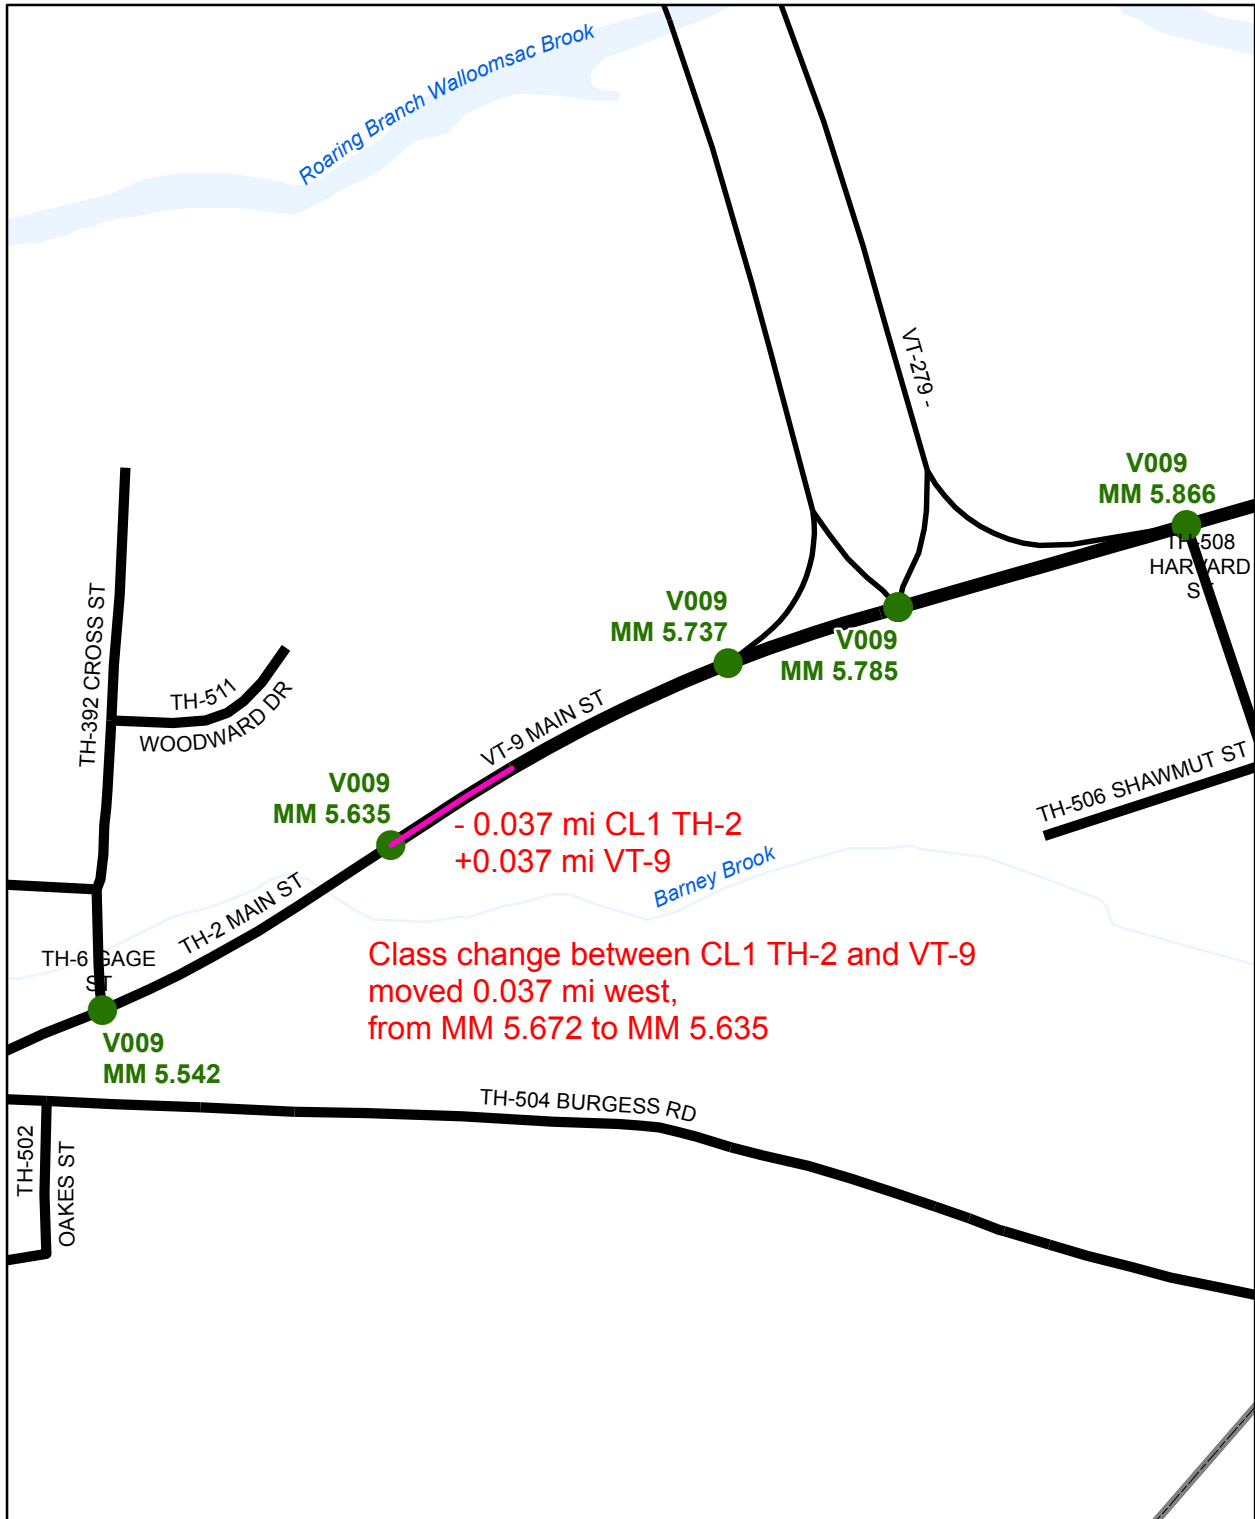 Roaring Branch Walloomsac Brook
VT-279 -
V009
MM 5.866
TH-508
HARVARD
ST
V009
MM 5.737
V009
MM 5.785
TH-392 CROSS ST
TH-511
WOODWARD DR
VT-9 MAIN ST
TH-506 SHAWMUT ST
V009
MM 5.635
- 0.037 mi CL1 TH-2
+0.037 mi VT-9
Barney Brook
TH-2 MAIN ST
TH-6 GAGE
ST
Class change between CL1 TH-2 and VT-9
moved 0.037 mi west,
from MM 5.672 to MM 5.635
V009
MM 5.542
TH-504 BURGESS RD
TH-502
OAKES ST